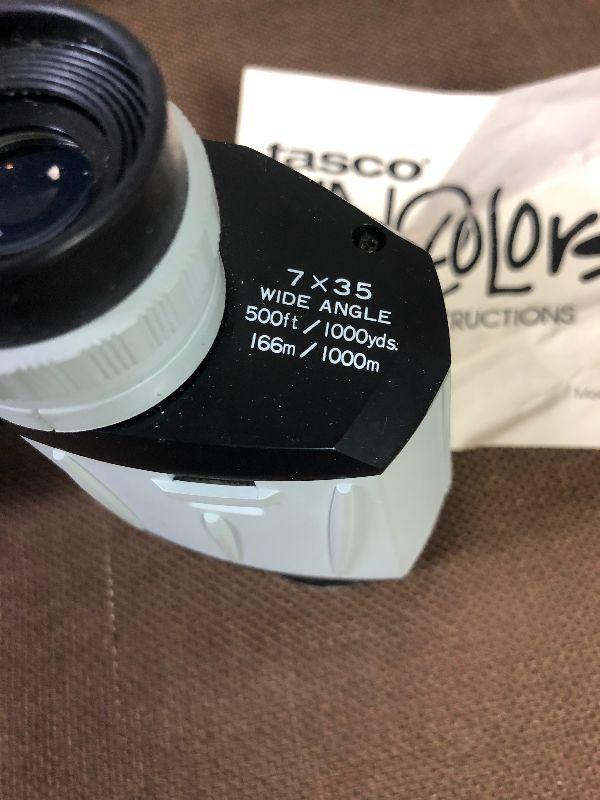 tasco®
COLORS
RUCTIONS
7×35
WIDE ANGLE
500ft/1000yds.
166m/1000m